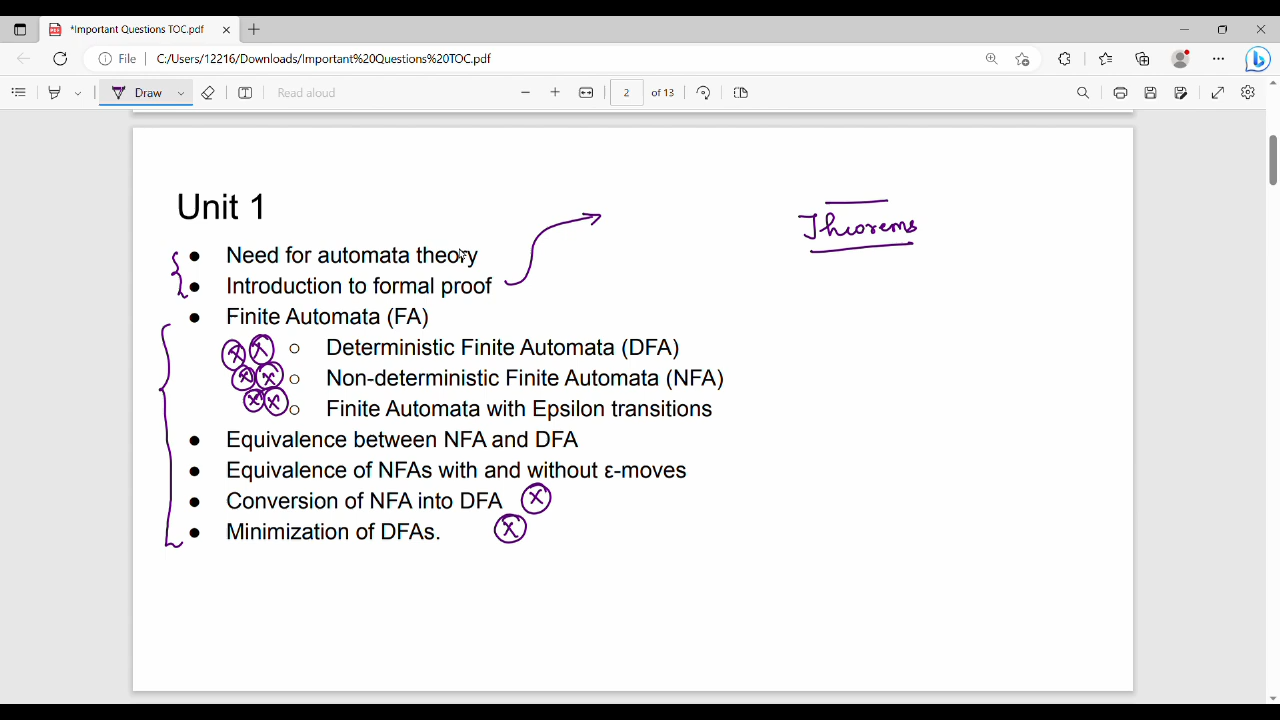 *Important Questions TOC.pdf
File C:/Users/12216/Downloads/Important%20Questions%20TOC.pdf
Draw Read aloud 2 of 13
Unit 1
Theorems
Need for automata theory
Introduction to formal proof
Finite Automata (FA)
Deterministic Finite Automata (DFA)
Non-deterministic Finite Automata (NFA)
Finite Automata with Epsilon transitions
Equivalence between NFA and DFA
Equivalence of NFAs with and without ε-moves
Conversion of NFA into DFA
Minimization of DFAs.